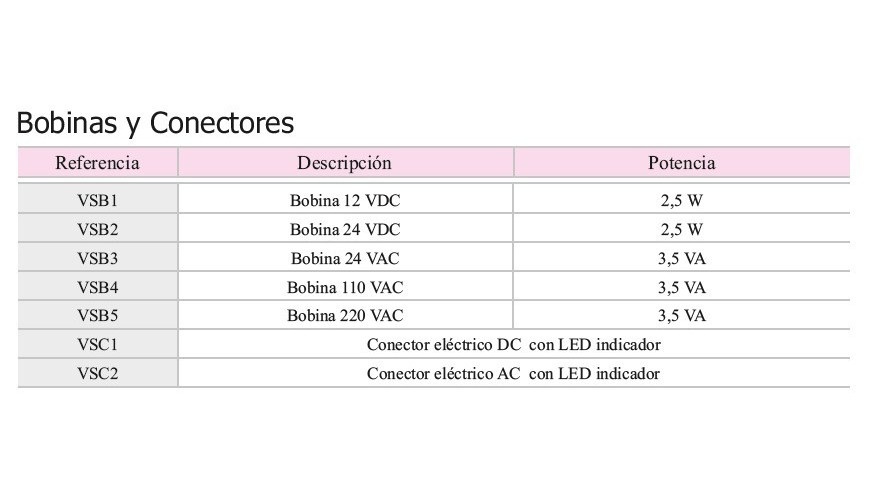 Bobinas y Conectores
Referencia Descripción Potencia
VSB1 Bobina 12 VDC 2,5 W
VSB2 Bobina 24 VDC 2,5 W
VSB3 Bobina 24 VAC 3,5 VA
VSB4 Bobina 110 VAC 3,5 VA
VSB5 Bobina 220 VAC 3,5 VA
VSC1 Conector eléctrico DC con LED indicador
VSC2 Conector eléctrico AC con LED indicador